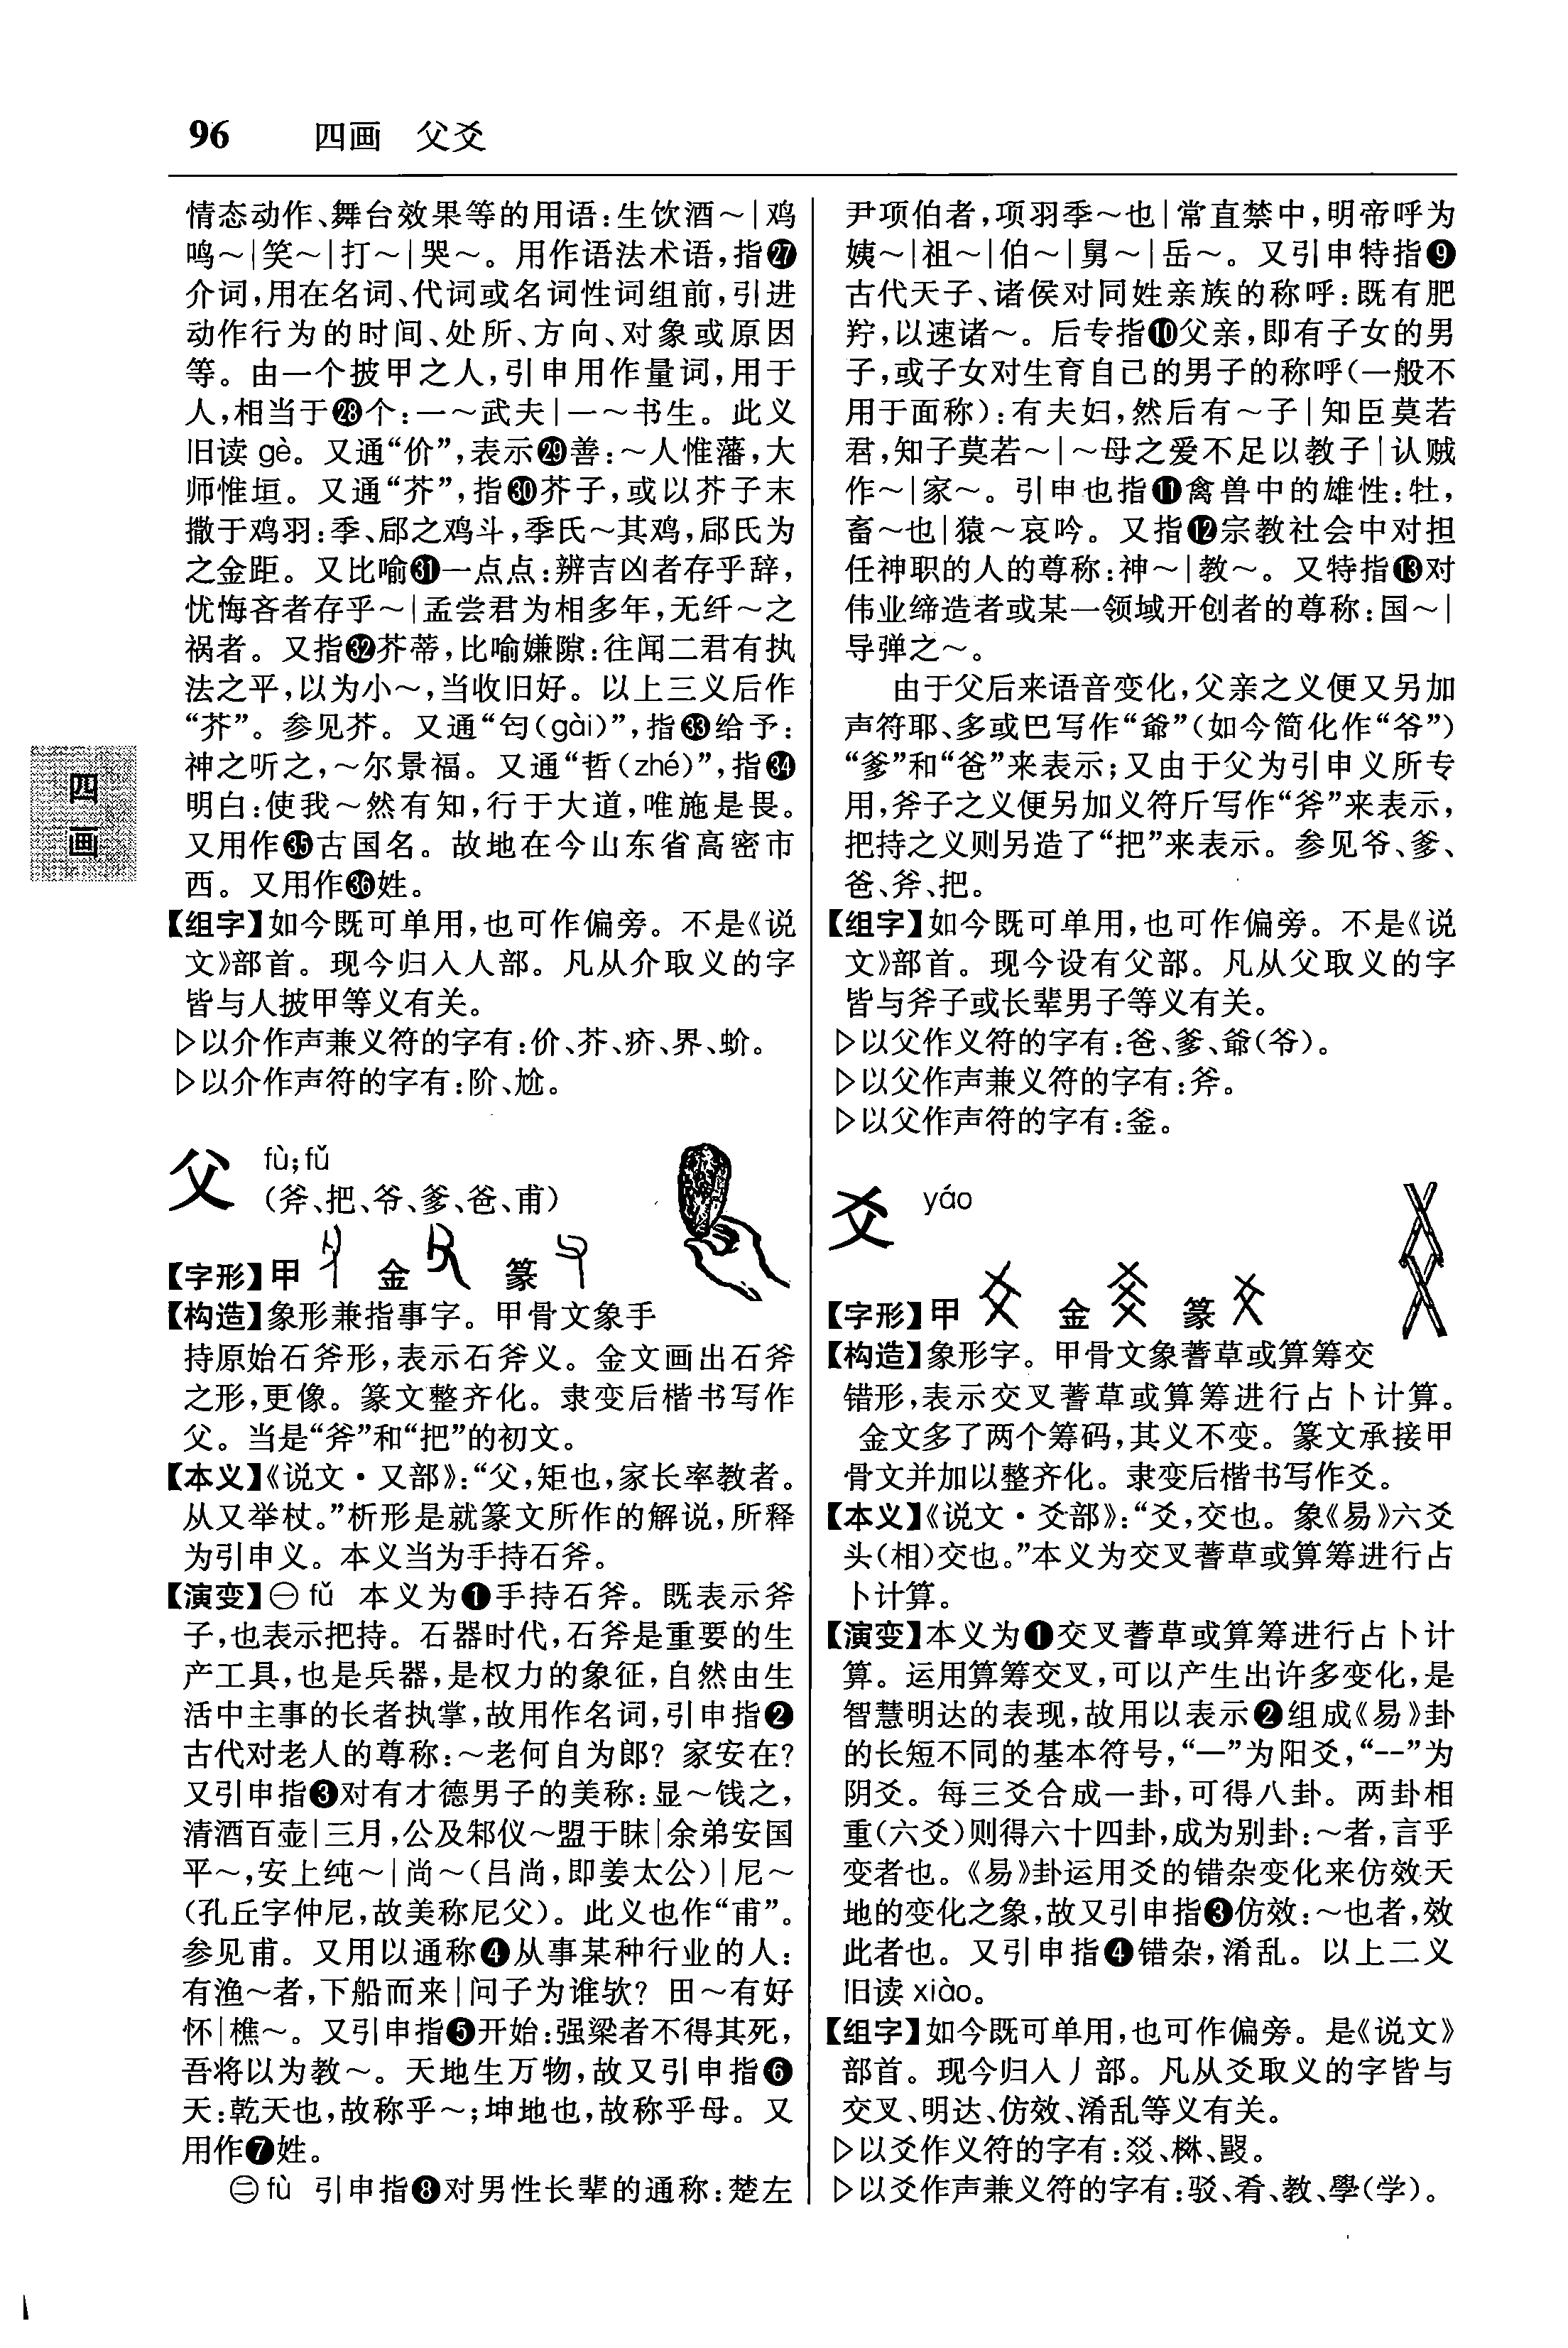 96 四画 父爻
情态动作、舞台效果等的用语:生饮酒～|鸡
鸣～|笑～|打～|哭～。用作语法术语,指㉗
介词,用在名词、代词或名词性词组前,引进
动作行为的时间、处所、方向、对象或原因
等。由一个披甲之人,引申用作量词,用于
人,相当于㉘个:一～武夫|一～书生。此义
旧读 gè。又通“价”,表示㉙善:～人惟藩,大
师惟垣。又通“芥”,指㉚芥子,或以芥子末
撒于鸡羽:季、郈之鸡斗,季氏～其鸡,郈氏为
之金距。又比喻㉛一点点:辨吉凶者存乎辞,
忧悔吝者存乎～|孟尝君为相多年,无纤～之
祸者。又指㉜芥蒂,比喻嫌隙:往闻二君有执
法之平,以为小～,当收旧好。以上三义后作
“芥”。参见芥。又通“匄(gài)”,指㉝给予:
神之听之,～尔景福。又通“哲(zhé)”,指㉞
明白:使我～然有知,行于大道,唯施是畏。
又用作㉟古国名。故地在今山东省高密市
西。又用作㊱姓。
【组字】如今既可单用,也可作偏旁。不是《说
文》部首。现今归入人部。凡从介取义的字
皆与人披甲等义有关。
▷以介作声兼义符的字有:价、芥、疥、界、蚧。
▷以介作声符的字有:阶、尬。
父 fù;fǔ
(斧、把、爷、爹、爸、甫)
【字形】甲 金 篆
【构造】象形兼指事字。甲骨文象手
持原始石斧形,表示石斧义。金文画出石斧
之形,更像。篆文整齐化。隶变后楷书写作
父。当是“斧”和“把”的初文。
【本义】《说文·又部》:“父,矩也,家长率教者。
从又举杖。”析形是就篆文所作的解说,所释
为引申义。本义当为手持石斧。
【演变】㊀fǔ 本义为❶手持石斧。既表示斧
子,也表示把持。石器时代,石斧是重要的生
产工具,也是兵器,是权力的象征,自然由生
活中主事的长者执掌,故用作名词,引申指❷
古代对老人的尊称:～老何自为郎? 家安在?
又引申指❸对有才德男子的美称:显～饯之,
清酒百壶|三月,公及邾仪～盟于眜|余弟安国
平～,安上纯～|尚～(吕尚,即姜太公)|尼～
(孔丘字仲尼,故美称尼父)。此义也作“甫”。
参见甫。又用以通称❹从事某种行业的人:
有渔～者,下船而来|问子为谁欤? 田～有好
怀|樵～。又引申指❺开始:强梁者不得其死,
吾将以为教～。天地生万物,故又引申指❻
天:乾天也,故称乎～;坤地也,故称乎母。又
用作❼姓。
㊁fù 引申指❽对男性长辈的通称:楚左
尹项伯者,项羽季～也|常直禁中,明帝呼为
姨～|祖～|伯～|舅～|岳～。又引申特指❾
古代天子、诸侯对同姓亲族的称呼:既有肥
羜,以速诸～。后专指❿父亲,即有子女的男
子,或子女对生育自己的男子的称呼(一般不
用于面称):有夫妇,然后有～子|知臣莫若
君,知子莫若～|～母之爱不足以教子|认贼
作～|家～。引申也指⓫禽兽中的雄性:牡,
畜～也|猿～哀吟。又指⓬宗教社会中对担
任神职的人的尊称:神～|教～。又特指⓭对
伟业缔造者或某一领域开创者的尊称:国～|
导弹之～。
由于父后来语音变化,父亲之义便又另加
声符耶、多或巴写作“爺”(如今简化作“爷”)
“爹”和“爸”来表示;又由于父为引申义所专
用,斧子之义便另加义符斤写作“斧”来表示,
把持之义则另造了“把”来表示。参见爷、爹、
爸、斧、把。
【组字】如今既可单用,也可作偏旁。不是《说
文》部首。现今设有父部。凡从父取义的字
皆与斧子或长辈男子等义有关。
▷以父作义符的字有:爸、爹、爺(爷)。
▷以父作声兼义符的字有:斧。
▷以父作声符的字有:釜。
爻 yáo
【字形】甲 金 篆
【构造】象形字。甲骨文象蓍草或算筹交
错形,表示交叉蓍草或算筹进行占卜计算。
金文多了两个筹码,其义不变。篆文承接甲
骨文并加以整齐化。隶变后楷书写作爻。
【本义】《说文·爻部》:“爻,交也。象《易》六爻
头(相)交也。”本义为交叉蓍草或算筹进行占
卜计算。
【演变】本义为❶交叉蓍草或算筹进行占卜计
算。运用算筹交叉,可以产生出许多变化,是
智慧明达的表现,故用以表示❷组成《易》卦
的长短不同的基本符号,“—”为阳爻,“--”为
阴爻。每三爻合成一卦,可得八卦。两卦相
重(六爻)则得六十四卦,成为别卦:～者,言乎
变者也。《易》卦运用爻的错杂变化来仿效天
地的变化之象,故又引申指❸仿效:～也者,效
此者也。又引申指❹错杂,淆乱。以上二义
旧读 xiào。
【组字】如今既可单用,也可作偏旁。是《说文》
部首。现今归入丿部。凡从爻取义的字皆与
交叉、明达、仿效、淆乱等义有关。
▷以爻作义符的字有:㸚、棥、
▷以爻作声兼义符的字有:驳、肴、教、學(学)。
四
画